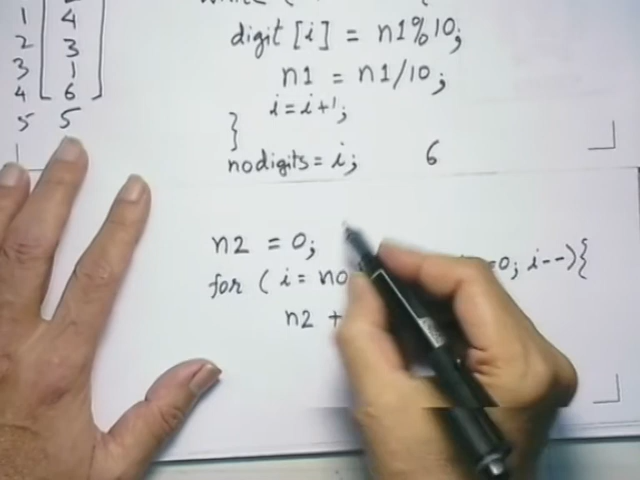 1 4
digit [i] = n1%10;
2 3
n1 = n1/10;
3 1
4 6
i=i+1;
5 5
}
nodigits = i; 6
n2 = 0;
for ( i = no =0; i--){
n2 +